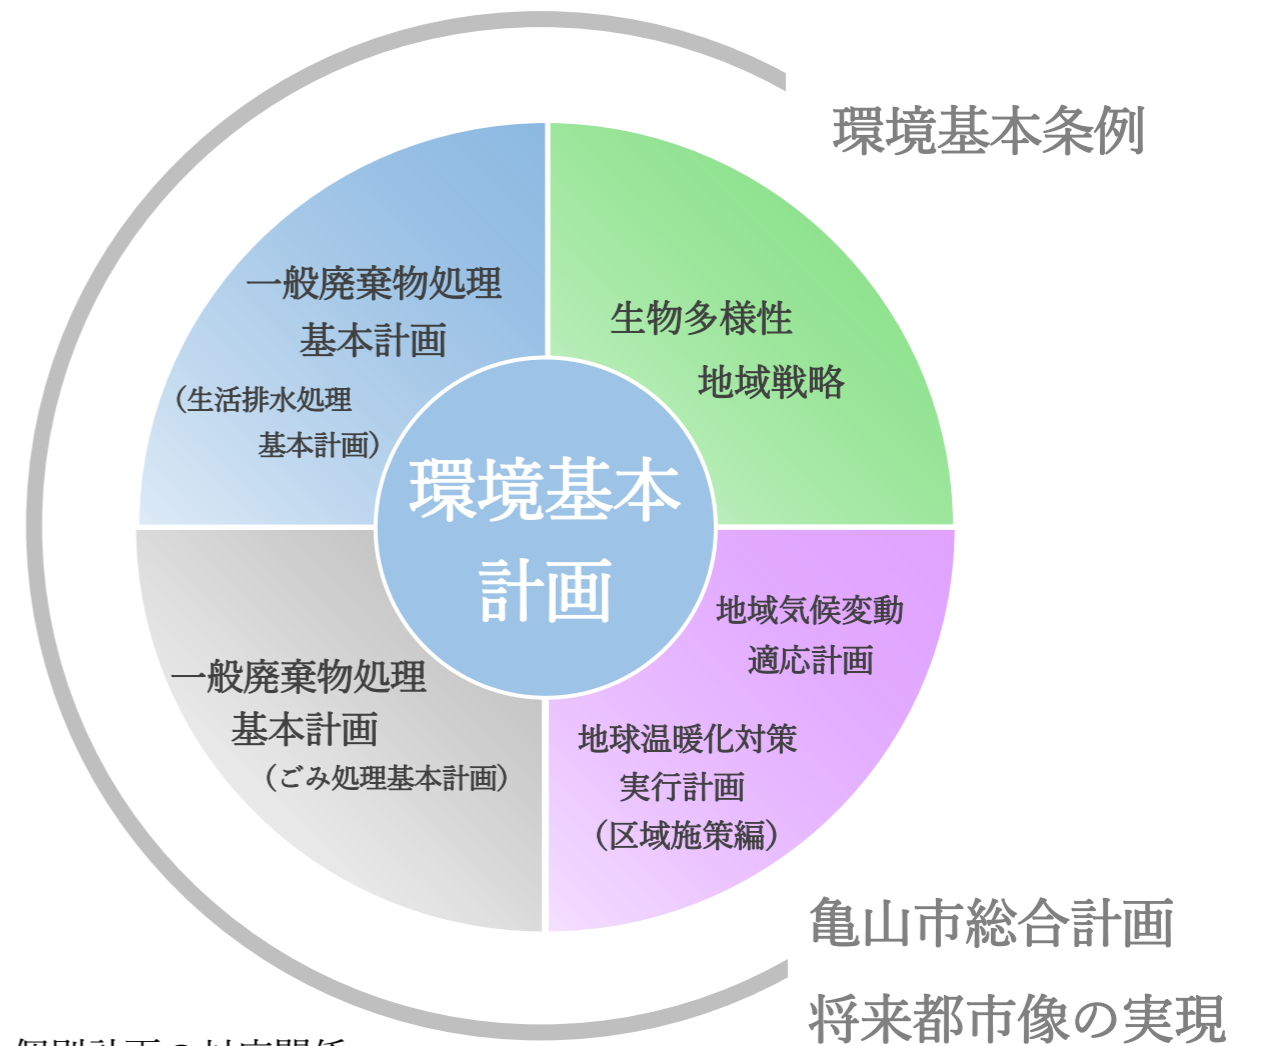 環境基本条例
一般廃棄物処理
基本計画
（生活排水処理
基本計画）
生物多様性
地域戦略
環境基本
計画
地域気候変動
適応計画
一般廃棄物処理
基本計画
（ごみ処理基本計画）
地球温暖化対策
実行計画
（区域施策編）
亀山市総合計画
将来都市像の実現